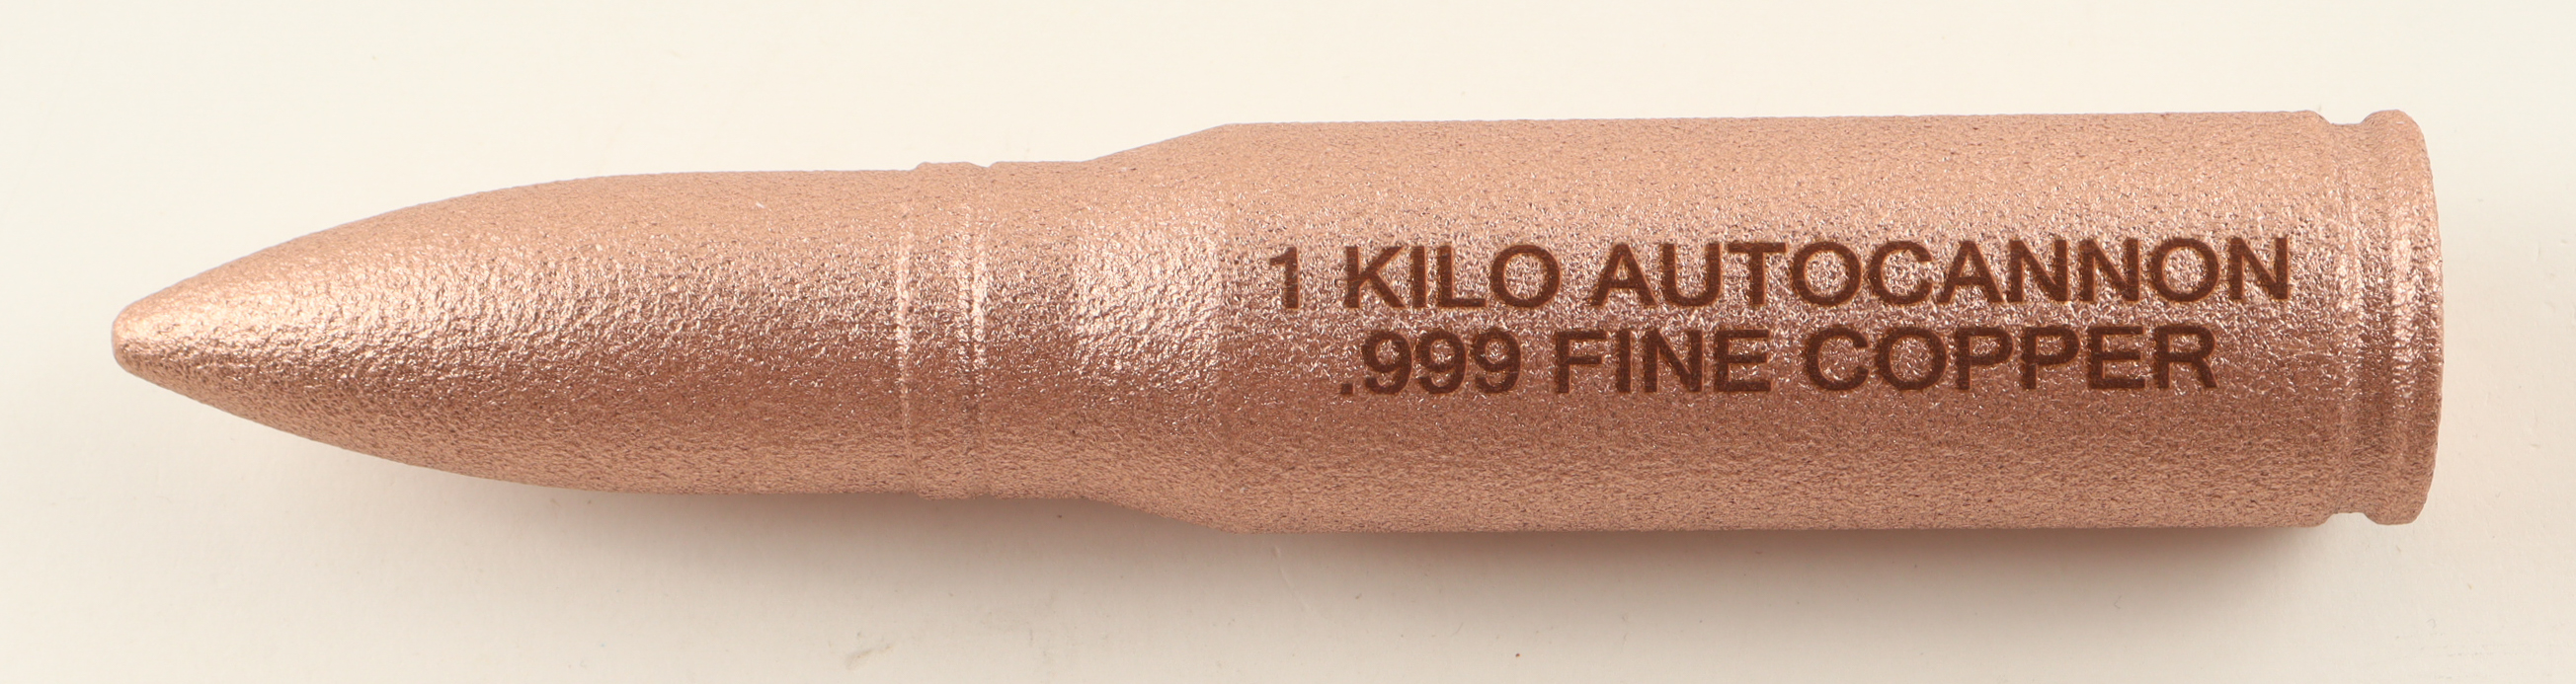 1 KILO AUTOCANNON
.999 FINE COPPER